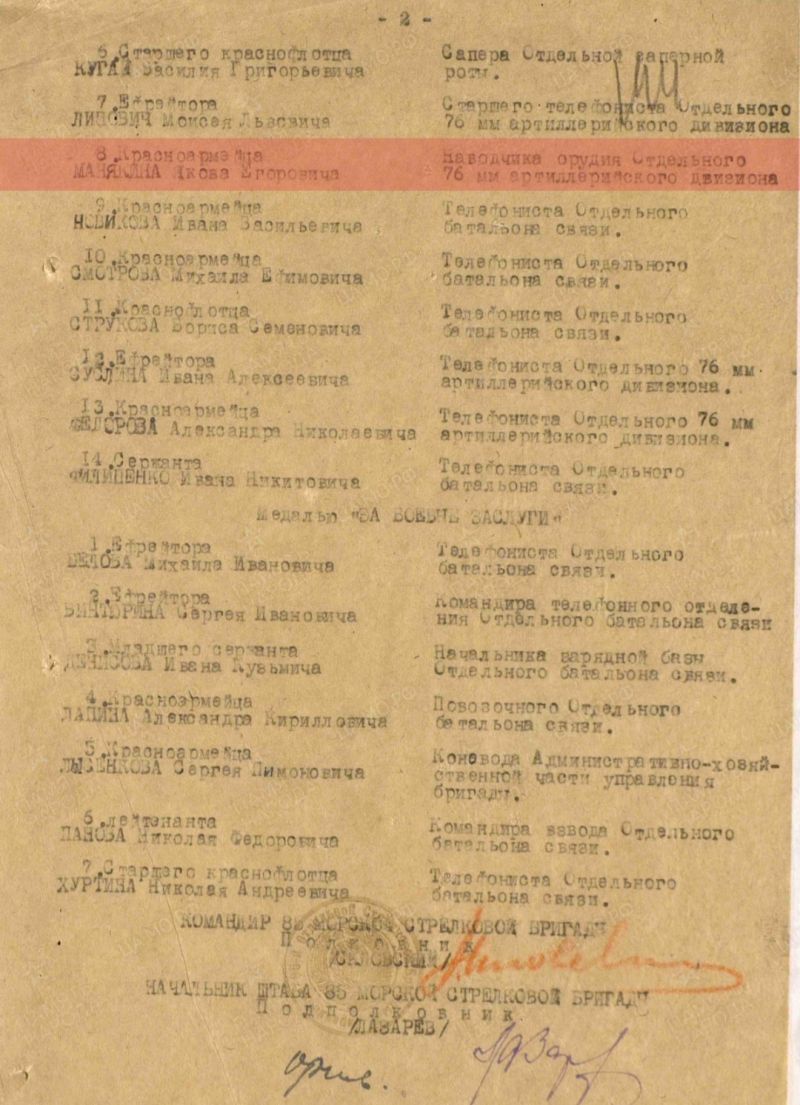 - 2 -
6.Старшего краснофлотца Сапера Отдельной саперной
КУГАЙ Василия Григорьевича роты.
7.Ефрейтора Старшего телефониста Отдельного
ЛИПОВИЧ Моисея Львовича 76 мм артиллерийского дивизиона
8.Красноармейца Наводчика орудия Отдельного
МАНЯКИНА Якова Егоровича 76 мм артиллерийского дивизиона
9.Красноармейца Телефониста Отдельного
НОВИКОВА Ивана Васильевича батальона связи.
10.Красноармейца Телефониста Отдельного
СМОТРОВА Михаила Ефимовича батальона связи.
11.Краснофлотца Телефониста Отдельного
СТРУКОВА Бориса Семеновича батальона связи.
12.Ефрейтора Телефониста Отдельного 76 мм
Ивана Алексеевича артиллерийского дивизиона.
13.Красноармейца Телефониста Отдельного 76 мм
ФЕДОРОВА Александра Николаевича артиллерийского дивизиона.
14.Сержанта Телефониста Отдельного
ФИЛИПЕНКО Ивана Никитовича батальона связи.
Медалью "ЗА БОЕВЫЕ ЗАСЛУГИ"
1.Ефрейтора Телефониста Отдельного
БЕЛОВА Михаила Ивановича батальона связи.
2.Ефрейтора Командира телефонного отделе-
Сергея Ивановича ния Отдельного батальона связи
3.Младшего сержанта Начальника зарядной базы
ДЕНИСОВА Ивана Кузьмича Отдельного батальона связи.
4.Красноармейца Повозочного Отдельного
ЛАПИНА Александра Кирилловича батальона связи.
5.Красноармейца Коновода Административно-хозяй-
ЛЫСЕНКОВА Сергея Пимоновича ственной части управления
бригады.
6.лейтенанта Командира взвода Отдельного
ПАНОВА Николая Федоровича батальона связи.
7.Старшего краснофлотца Телефониста Отдельного
ХУРТИНА Николая Андреевича батальона связи.
КОМАНДИР 85 МОРСКОЙ СТРЕЛКОВОЙ БРИГАДЫ
Полковник
НАЧАЛЬНИК ШТАБА 85 МОРСКОЙ СТРЕЛКОВОЙ БРИГАДЫ
Подполковник
/ЛАЗАРЕВ/